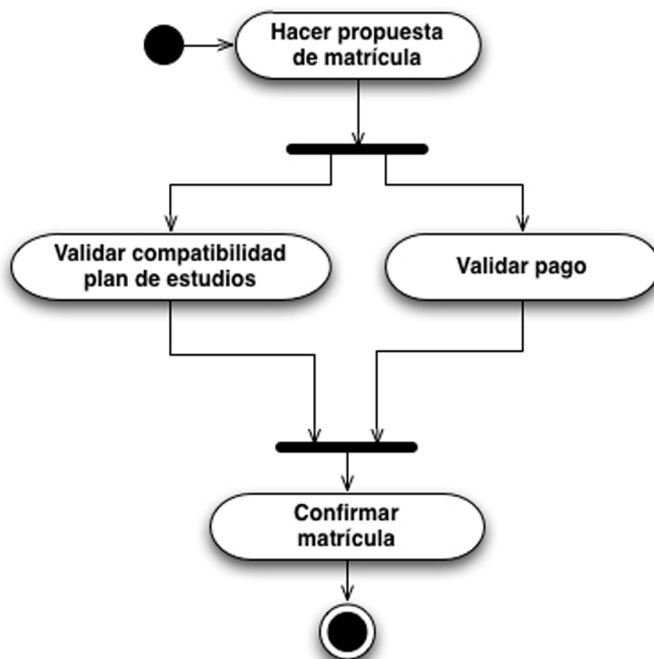 Hacer propuesta
de matrícula
Validar compatibilidad
plan de estudios
Validar pago
Confirmar
matrícula